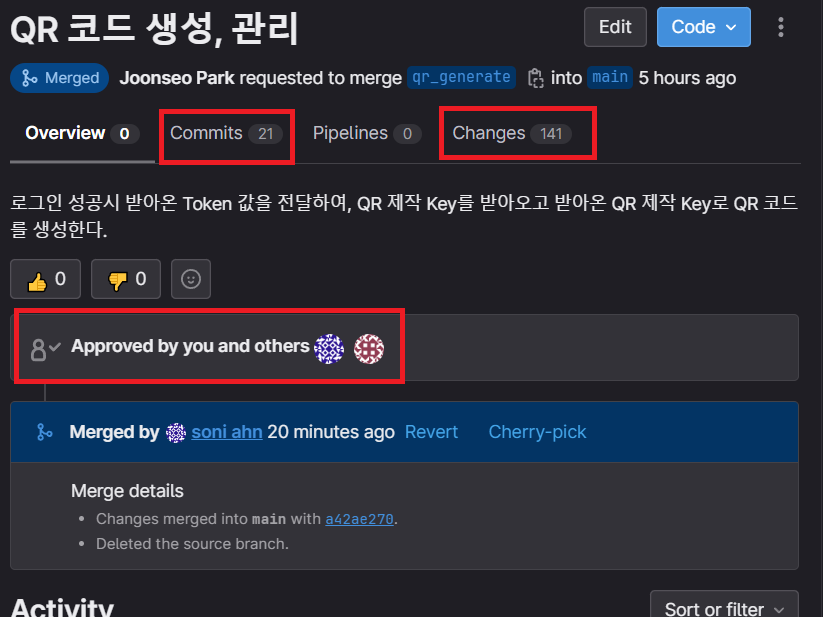 QR 코드 생성, 관리
Edit
Code
Merged Joonseo Park requested to merge qr_generate into main 5 hours ago
Overview 0 Commits 21 Pipelines 0 Changes 141
로그인 성공시 받아온 Token 값을 전달하여, QR 제작 Key를 받아오고 받아온 QR 제작 Key로 QR 코드
를 생성한다.
0 0
Approved by you and others
Merged by soni ahn 20 minutes ago Revert Cherry-pick
Merge details
• Changes merged into main with a42ae270.
• Deleted the source branch.
Activity
Sort or filter